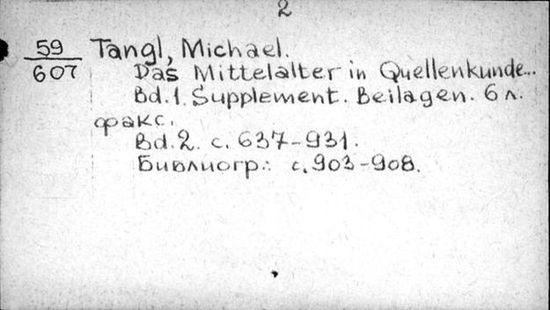 2
59 Tangl, Michael.
607 Das Mittelalter in Quellenkunde...
Bd. 1. Supplement. Beilagen. 6 л.
факс.
Bd. 2. с. 637-931.
Библиогр.: с. 903-908.